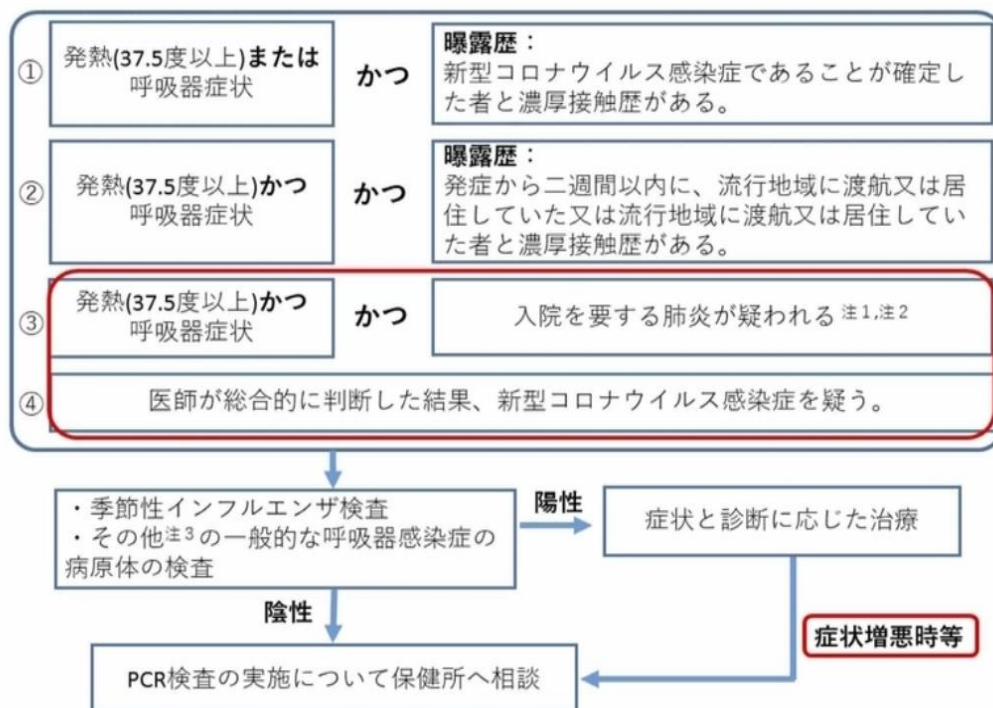 ①
発熱(37.5度以上)または
呼吸器症状
かつ
曝露歴：
新型コロナウイルス感染症であることが確定し
た者と濃厚接触歴がある。
②
発熱(37.5度以上)かつ
呼吸器症状
かつ
曝露歴：
発症から二週間以内に、流行地域に渡航又は居
住していた又は流行地域に渡航又は居住してい
た者と濃厚接触歴がある。
③
発熱(37.5度以上)かつ
呼吸器症状
かつ
入院を要する肺炎が疑われる 注1,注2
④
医師が総合的に判断した結果、新型コロナウイルス感染症を疑う。
・季節性インフルエンザ検査
・その他注3の一般的な呼吸器感染症の
病原体の検査
陽性
症状と診断に応じた治療
陰性
症状増悪時等
PCR検査の実施について保健所へ相談